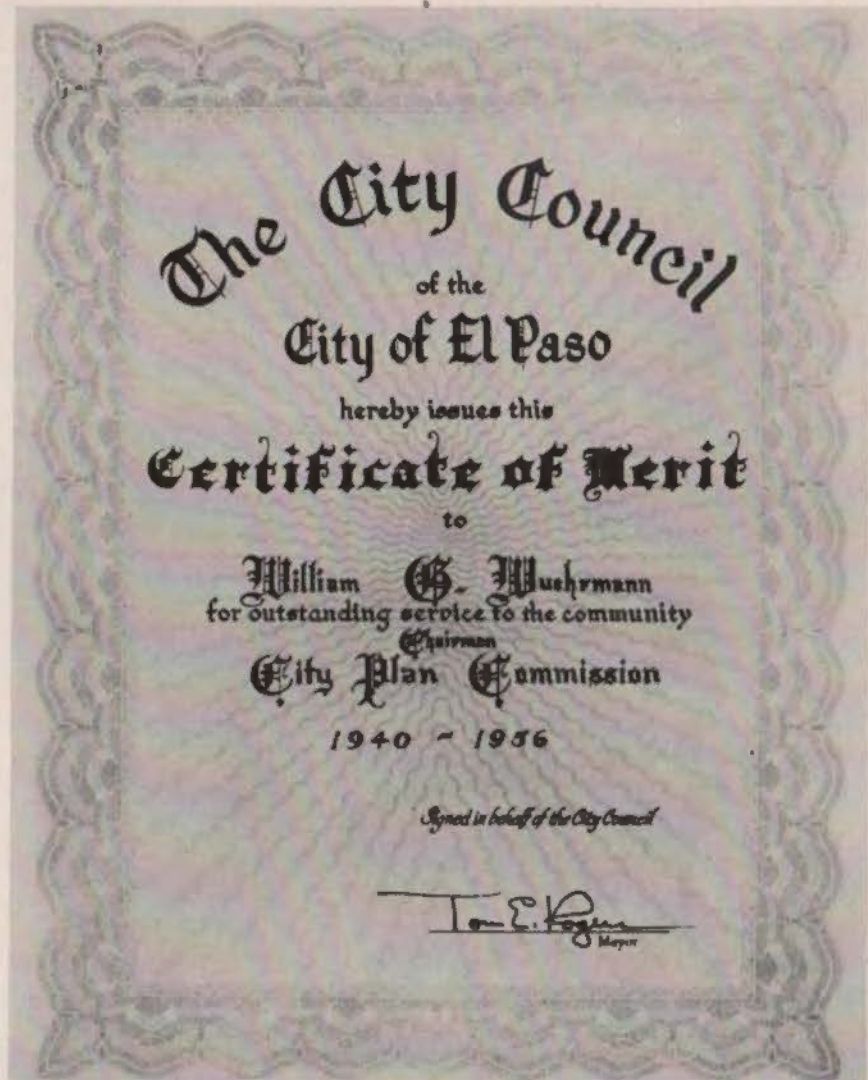 The City Council
of the
City of El Paso
hereby issues this
Certificate of Merit
to
William G. Wuehrmann
for outstanding service to the community
Chairman
City Plan Commission
1940 - 1956
Signed in behalf of the City Council
Tom E. Rogers
Mayor